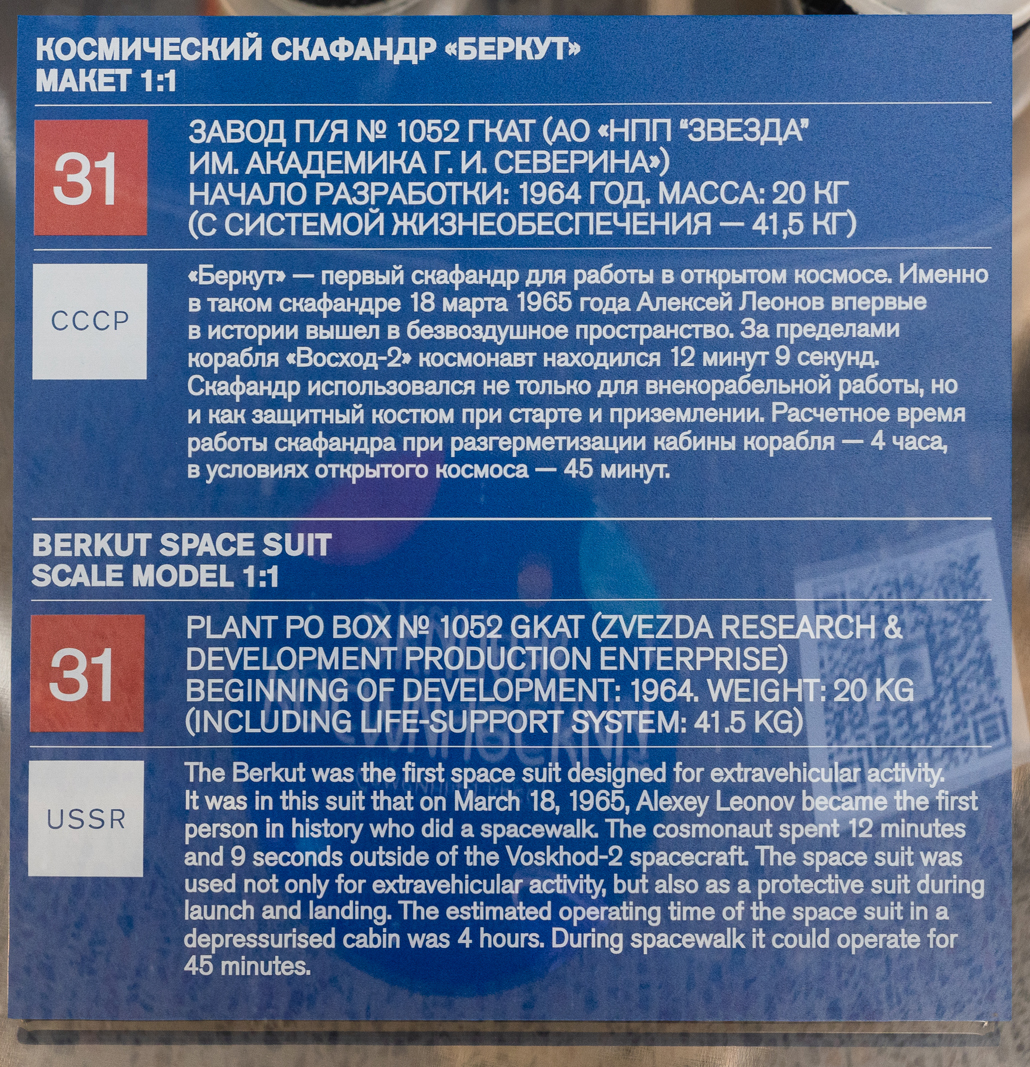 КОСМИЧЕСКИЙ СКАФАНДР «БЕРКУТ»
МАКЕТ 1:1
31
ЗАВОД П/Я № 1052 ГКАТ (АО «НПП “ЗВЕЗДА”
ИМ. АКАДЕМИКА Г. И. СЕВЕРИНА»)
НАЧАЛО РАЗРАБОТКИ: 1964 ГОД. МАССА: 20 КГ
(С СИСТЕМОЙ ЖИЗНЕОБЕСПЕЧЕНИЯ — 41,5 КГ)
СССР
«Беркут» — первый скафандр для работы в открытом космосе. Именно
в таком скафандре 18 марта 1965 года Алексей Леонов впервые
в истории вышел в безвоздушное пространство. За пределами
корабля «Восход-2» космонавт находился 12 минут 9 секунд.
Скафандр использовался не только для внекорабельной работы, но
и как защитный костюм при старте и приземлении. Расчетное время
работы скафандра при разгерметизации кабины корабля — 4 часа,
в условиях открытого космоса — 45 минут.
BERKUT SPACE SUIT
SCALE MODEL 1:1
31
PLANT PO BOX № 1052 GKAT (ZVEZDA RESEARCH &
DEVELOPMENT PRODUCTION ENTERPRISE)
BEGINNING OF DEVELOPMENT: 1964. WEIGHT: 20 KG
(INCLUDING LIFE-SUPPORT SYSTEM: 41.5 KG)
USSR
The Berkut was the first space suit designed for extravehicular activity.
It was in this suit that on March 18, 1965, Alexey Leonov became the first
person in history who did a spacewalk. The cosmonaut spent 12 minutes
and 9 seconds outside of the Voskhod-2 spacecraft. The space suit was
used not only for extravehicular activity, but also as a protective suit during
launch and landing. The estimated operating time of the space suit in a
depressurised cabin was 4 hours. During spacewalk it could operate for
45 minutes.